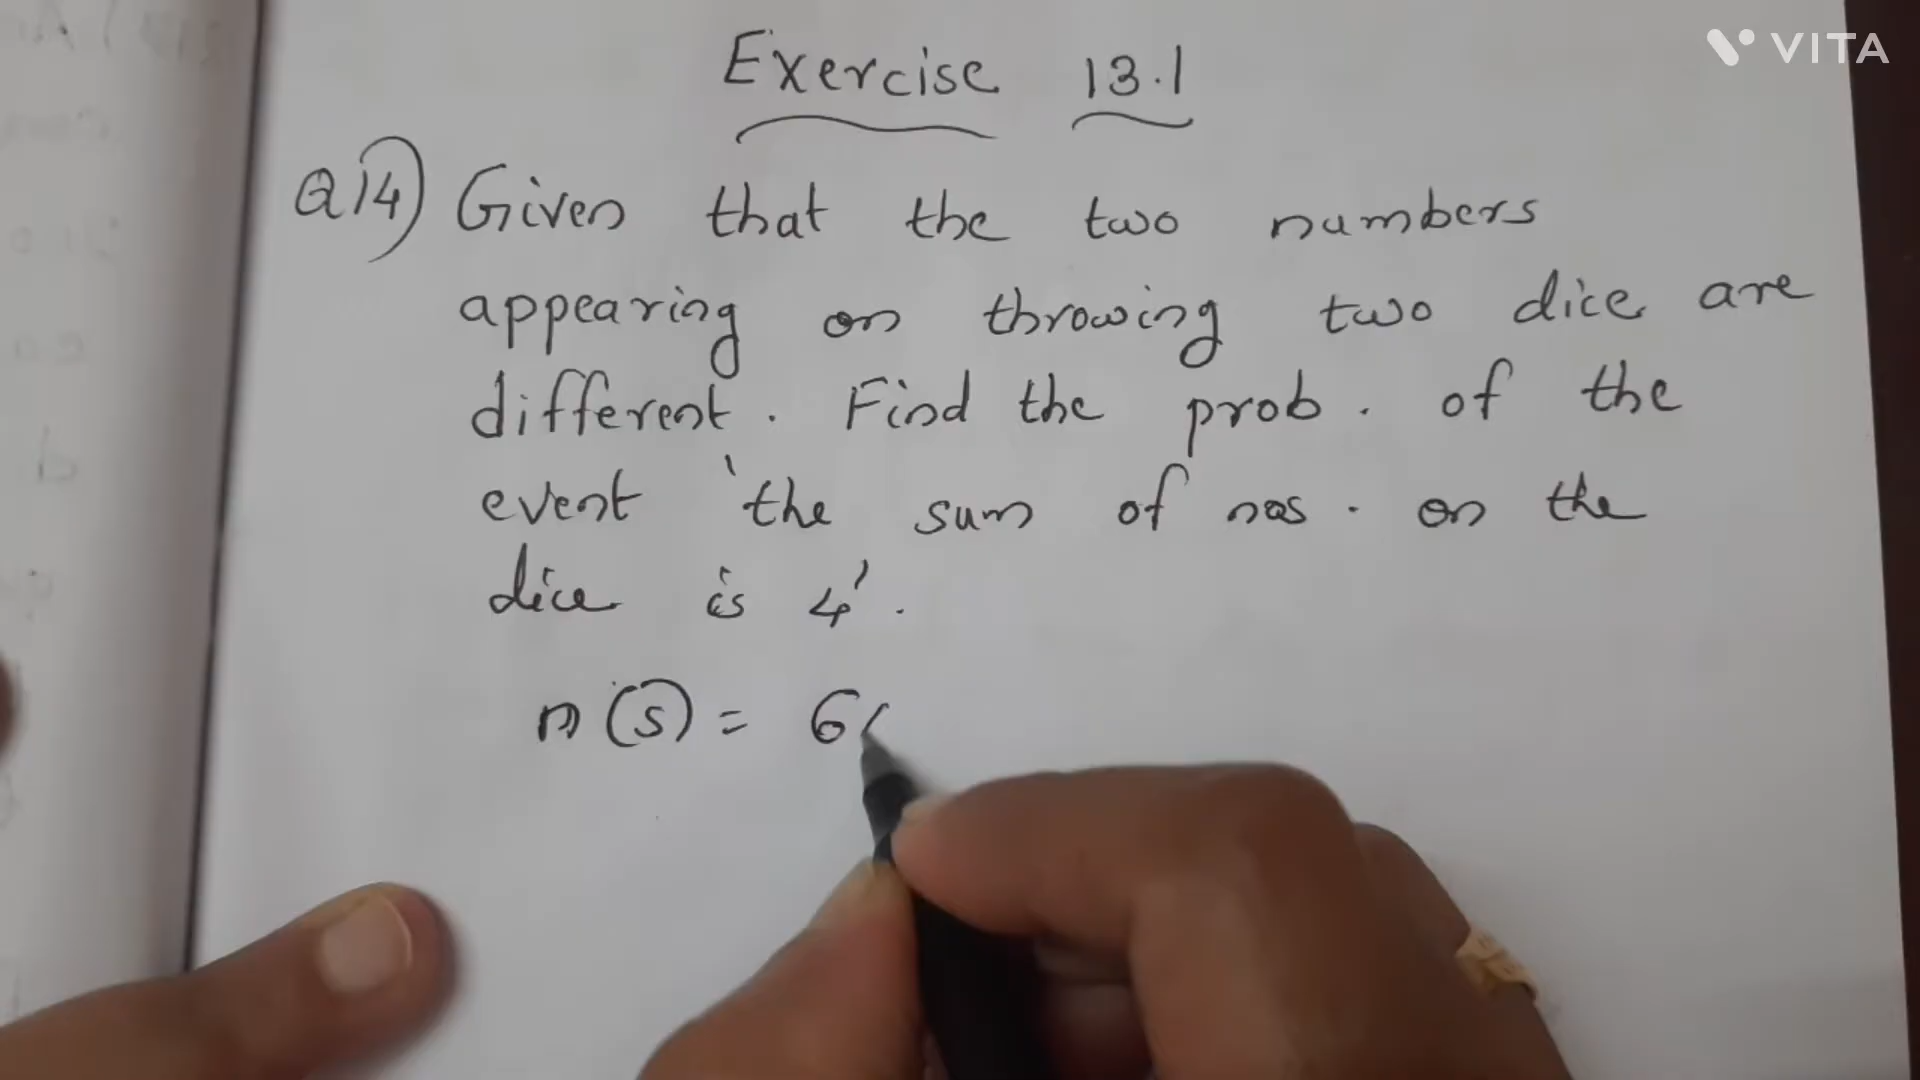 VITA
Exercise 13.1
Q14) Given that the two numbers
appearing on throwing two dice are
different. Find the prob. of the
event 'the sum of nos. on the
dice is 4'.
n(s) = 6